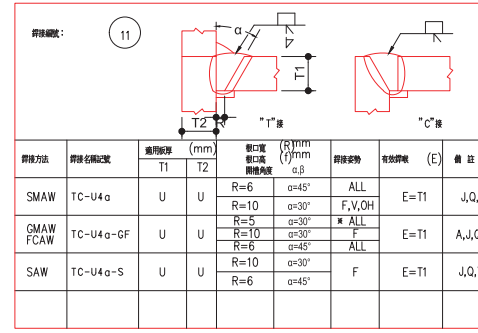 銲接編號： 11
α
T1
T2 R
"T"接 "C"接
銲接方法 銲接名稱記號 適用板厚 (mm) 根口寬 (R)mm 銲接姿勢 有效銲喉 (E) 備 註
T1 T2 根口高 (f)mm
開槽角度 α,β
SMAW TC-U4α U U R=6 α=45° ALL E=T1 J,Q,
R=10 α=30° F,V,OH
GMAW FCAW TC-U4α-GF U U R=5 α=30° ※ ALL E=T1 A,J,Q
R=10 α=30° F
R=6 α=45° ALL
SAW TC-U4α-S U U R=10 α=30° F E=T1 J,Q,
R=6 α=45°